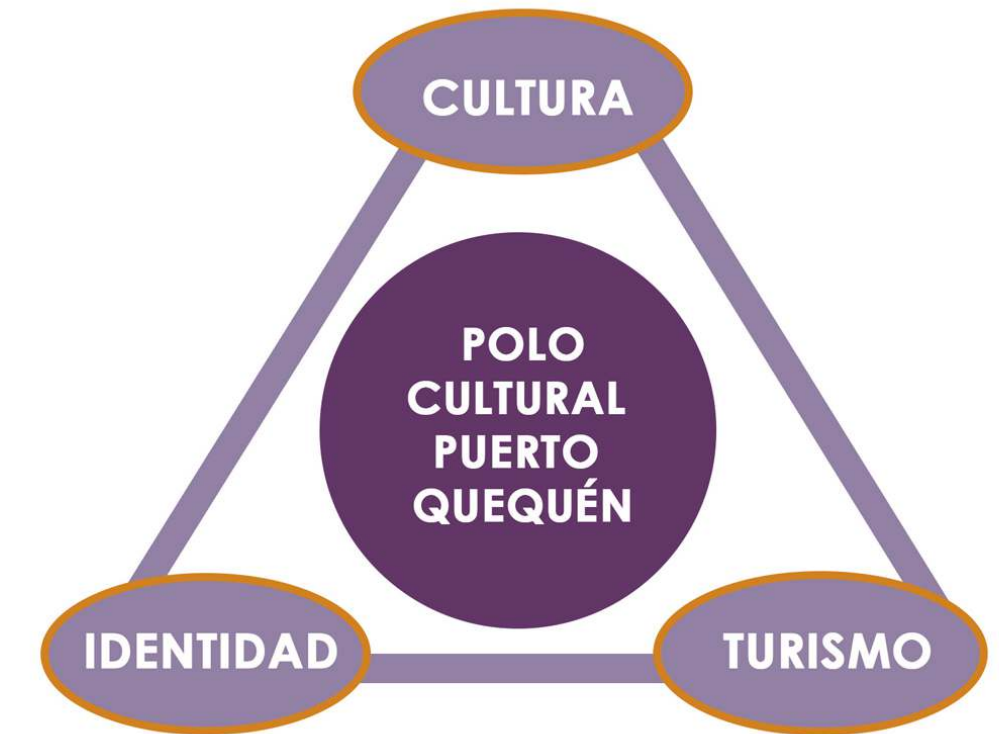 CULTURA
POLO
CULTURAL
PUERTO
QUEQUÉN
IDENTIDAD
TURISMO